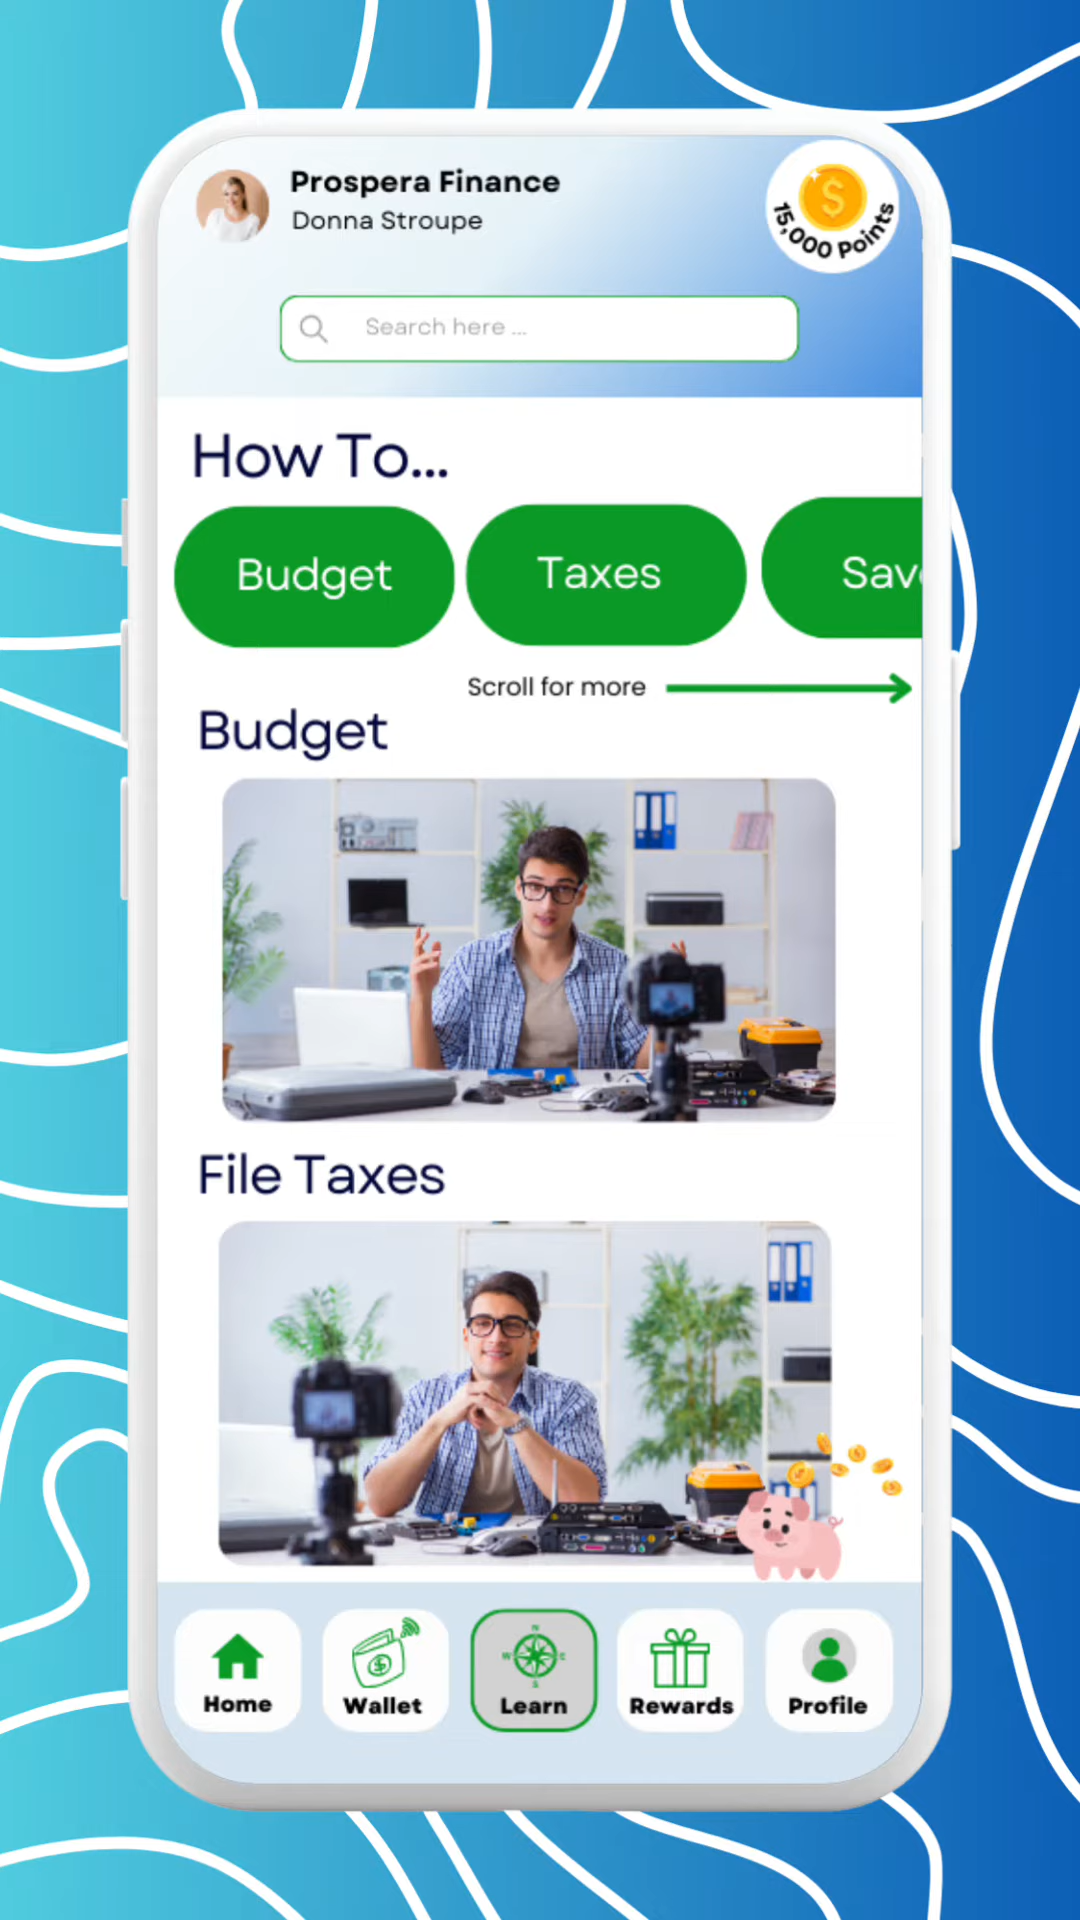 Prospera Finance
Donna Stroupe
15,000 Points
Search here ...
How To...
Budget
Taxes
Sav
Scroll for more
Budget
File Taxes
N
W
E
S
Home
Wallet
Learn
Rewards
Profile